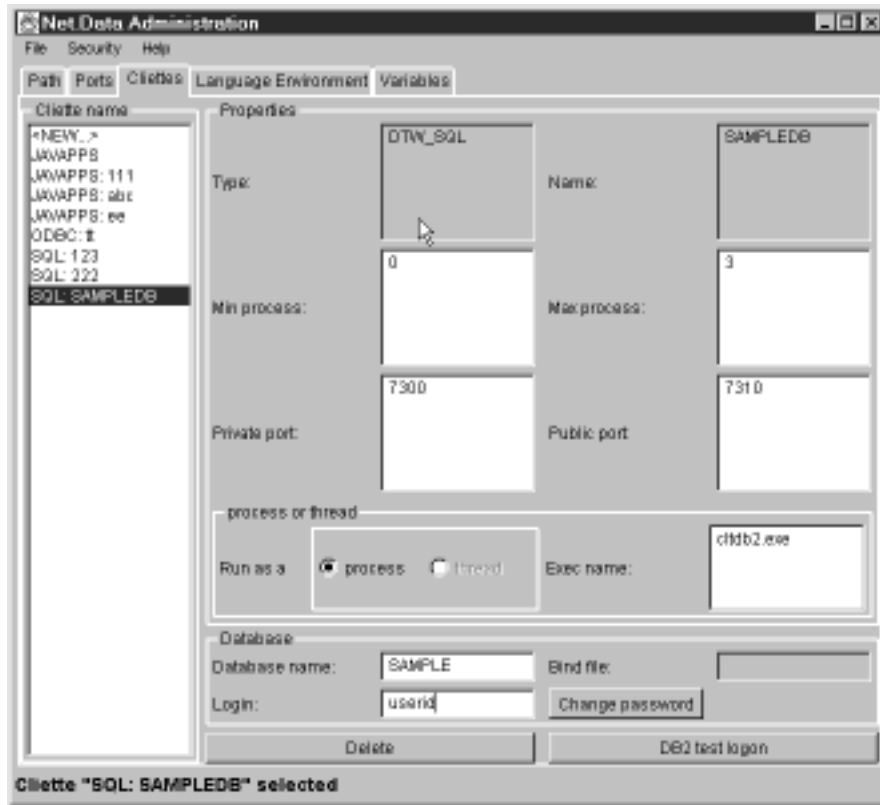 Net.Data Administration
File Security Help
Path Ports Cliettes Language Environment Variables
Cliette name
<NEW...>
JAVAPPS
JAVAPPS: 111
JAVAPPS: abc
JAVAPPS: ee
ODBC: tt
SQL: 123
SQL: 222
SQL: SAMPLEDB
Properties
Type: DTW_SQL Name: SAMPLEDB
Min process: 0 Max process: 3
Private port: 7300 Public port 7310
process or thread
Run as a process thread Exec name: cltdb2.exe
Database
Database name: SAMPLE Bind file:
Login: userid Change password
Delete DB2 test logon
Cliette "SQL: SAMPLEDB" selected